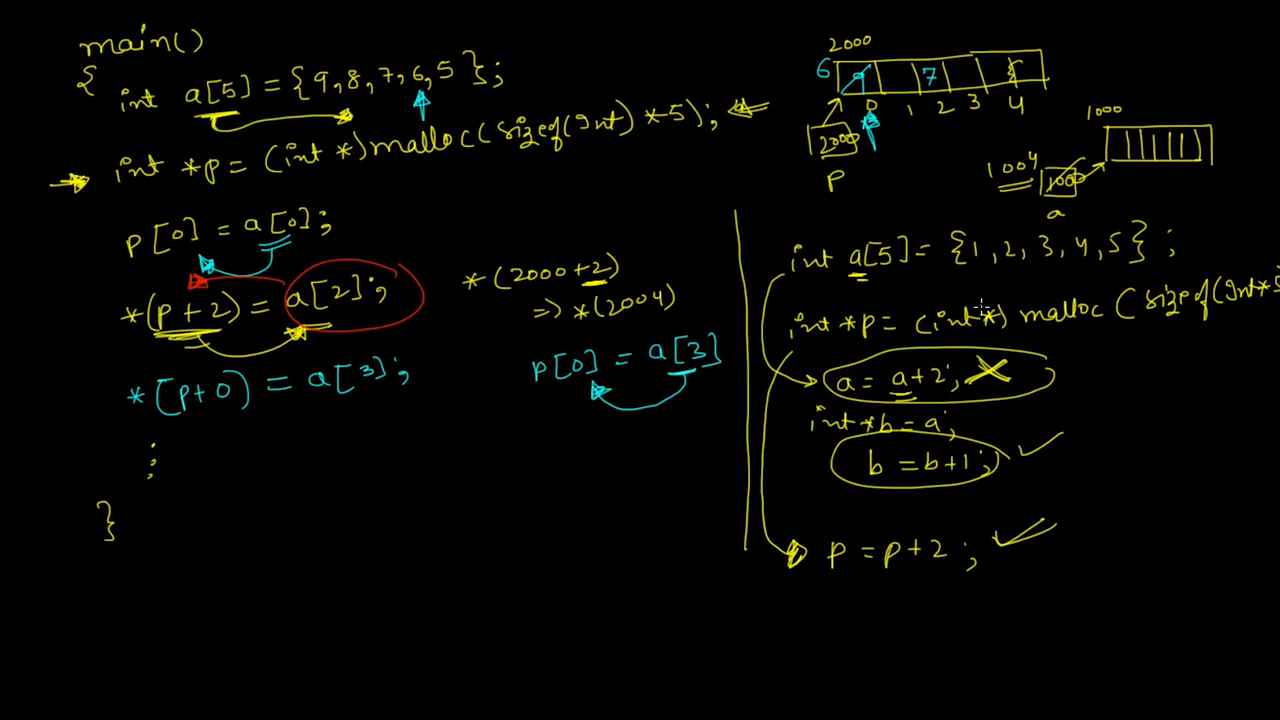 main()
{ int a[5] = {9,8,7,6,5};
int *p = (int *)malloc(sizeof(Int) *5);
p[0] = a[0];
*(p+2) = a[2];
*(p+0) = a[3];
:
}
*(2000+2)
=> *(2004)
p[0] = a[3]
2000
6 9 7 5
0 1 2 3 4
2000
p
1000
1004 1000
a
int a[5] = {1,2,3,4,5};
int *p = (int*) malloc (sizeof(Int*5
a = a+2;
int *b = a;
b = b+1;
p = p+2;